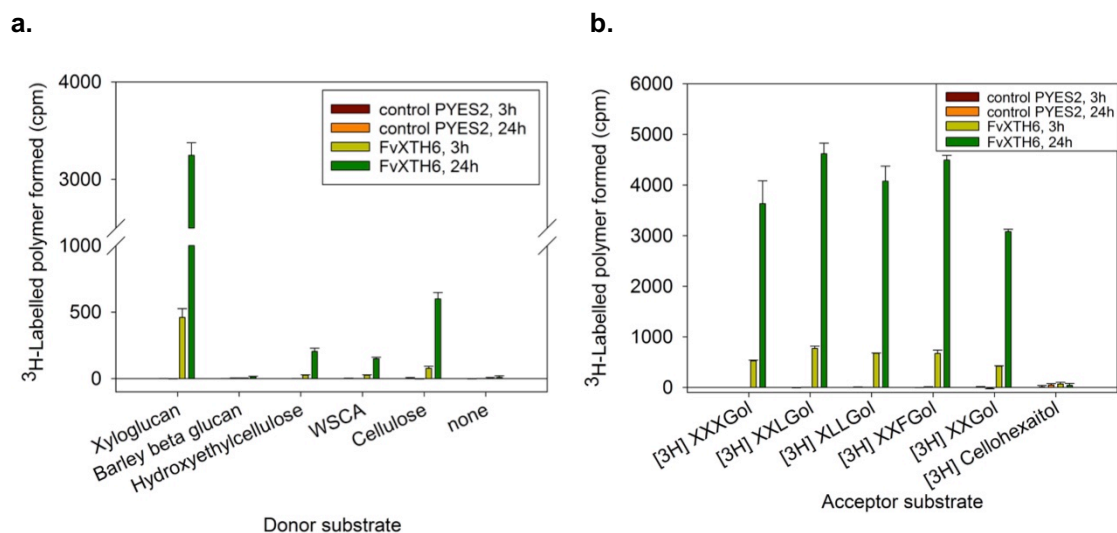 a.
4000
3000
1000
500
0
³H-Labelled polymer formed (cpm)
control PYES2, 3h
control PYES2, 24h
FvXTH6, 3h
FvXTH6, 24h
Xyloglucan
Barley beta glucan
Hydroxyethylcellulose
WSCA
Cellulose
none
Donor substrate
b.
6000
5000
4000
3000
2000
1000
0
³H-Labelled polymer formed (cpm)
control PYES2, 3h
control PYES2, 24h
FvXTH6, 3h
FvXTH6, 24h
[3H] XXXGol
[3H] XXLGol
[3H] XLLGol
[3H] XXFGol
[3H] XXGol
[3H] Cellohexaitol
Acceptor substrate